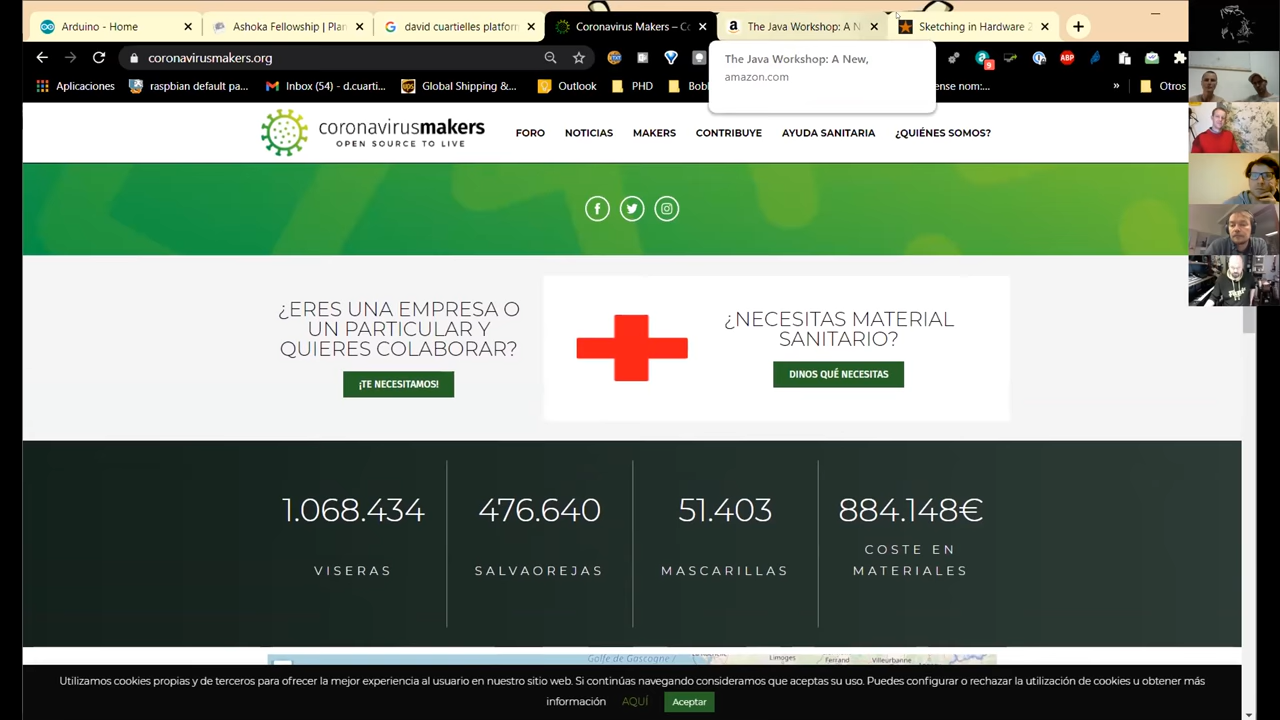 Arduino - Home
Ashoka Fellowship | Plan
david cuartielles platform
Coronavirus Makers – Co
The Java Workshop: A N
Sketching in Hardware 2
coronavirusmakers.org
The Java Workshop: A New,
amazon.com
9
ABP
Aplicaciones
raspbian default pa...
Inbox (54) - d.cuarti...
Global Shipping &...
Outlook
PHD
ense nom:...
»
Otros
coronavirusmakers
OPEN SOURCE TO LIVE
FORO
NOTICIAS
MAKERS
CONTRIBUYE
AYUDA SANITARIA
¿QUIÉNES SOMOS?
¿ERES UNA EMPRESA O
UN PARTICULAR Y
QUIERES COLABORAR?
¡TE NECESITAMOS!
¿NECESITAS MATERIAL
SANITARIO?
DINOS QUÉ NECESITAS
1.068.434
VISERAS
476.640
SALVAOREJAS
51.403
MASCARILLAS
884.148€
COSTE EN
MATERIALES
Golfe de Gascogne /
Limoges
Ferrand
Villeurbanne
Utilizamos cookies propias y de terceros para ofrecer la mejor experiencia al usuario en nuestro sitio web. Si continúas navegando consideramos que aceptas su uso. Puedes configurar o rechazar la utilización de cookies u obtener más
información AQUÍ Aceptar